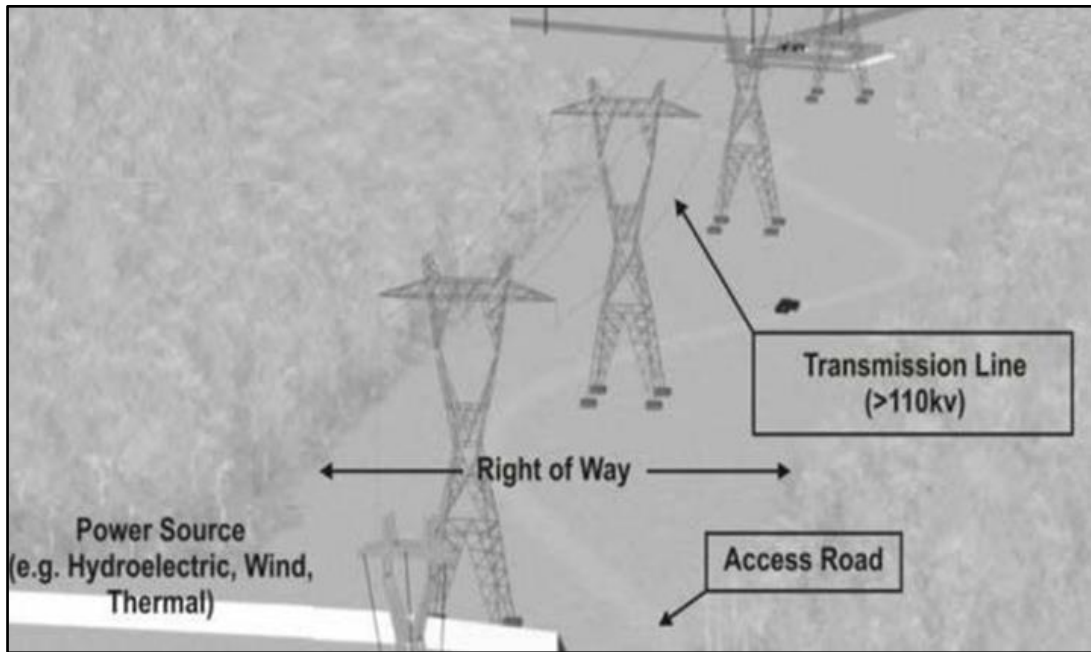 Transmission Line
(>110kv)
Right of Way
Power Source
(e.g. Hydroelectric, Wind,
Thermal)
Access Road